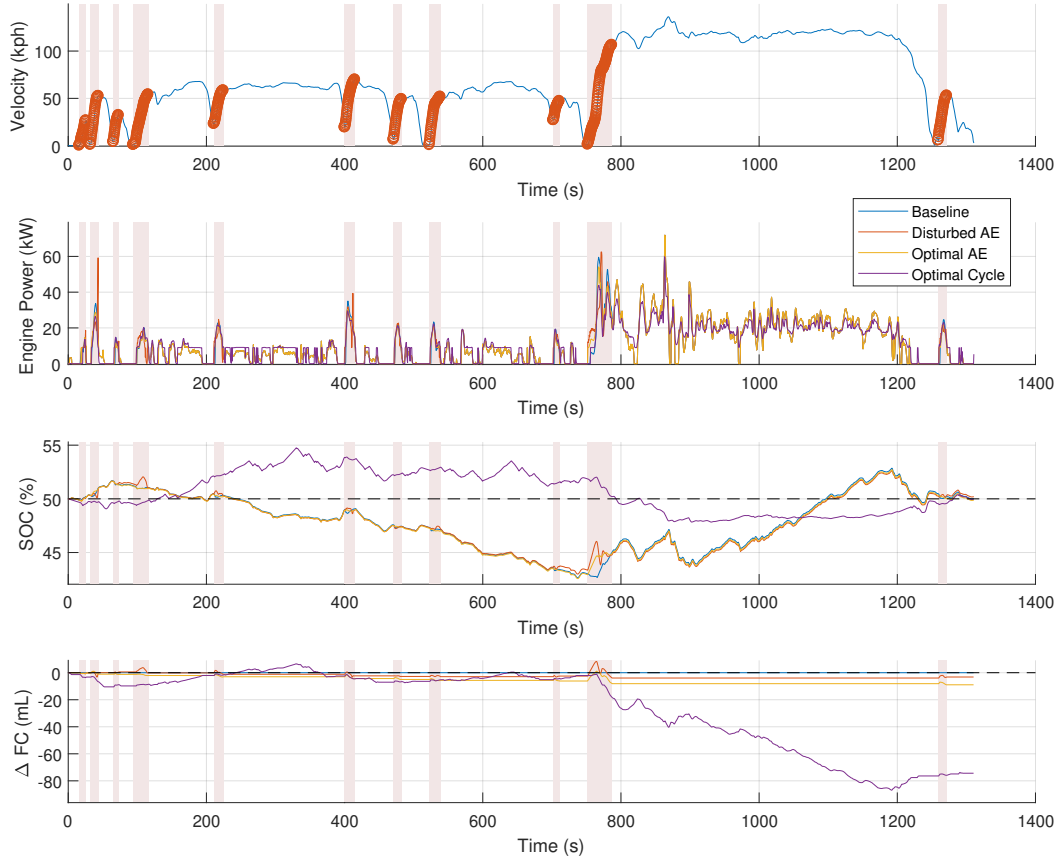 100
50
0
Velocity (kph)
0 200 400 600 800 1000 1200 1400
Time (s)
60
40
20
0
Engine Power (kW)
Baseline
Disturbed AE
Optimal AE
Optimal Cycle
0 200 400 600 800 1000 1200 1400
Time (s)
55
50
45
SOC (%)
0 200 400 600 800 1000 1200 1400
Time (s)
0
-20
-40
-60
-80
Δ FC (mL)
0 200 400 600 800 1000 1200 1400
Time (s)